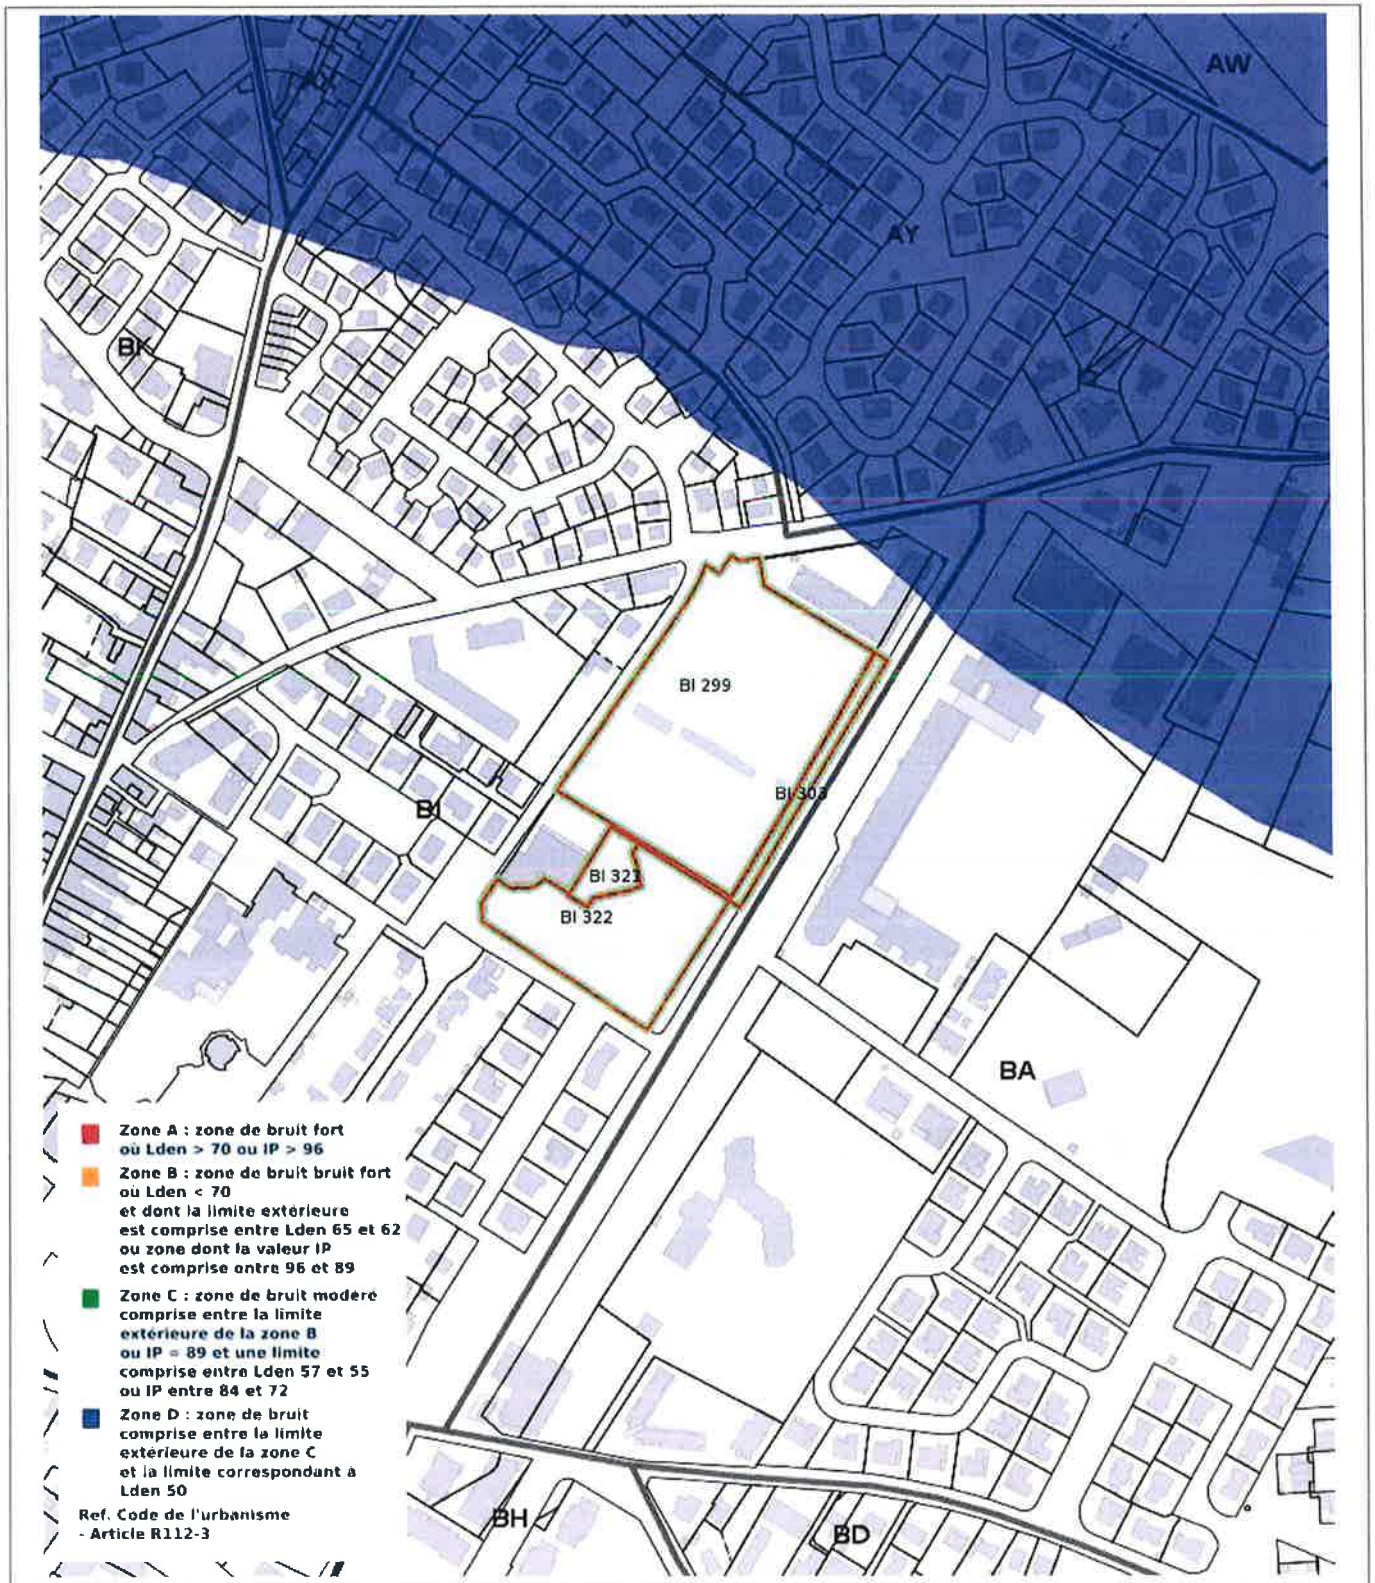 AW
AY
BK
BI 299
BI 303
BI
BI 323
BI 322
BA
Zone A : zone de bruit fort
où Lden > 70 ou IP > 96
Zone B : zone de bruit bruit fort
où Lden < 70
et dont la limite extérieure
est comprise entre Lden 65 et 62
ou zone dont la valeur IP
est comprise entre 96 et 89
Zone C : zone de bruit modéré
comprise entre la limite
extérieure de la zone B
ou IP = 89 et une limite
comprise entre Lden 57 et 55
ou IP entre 84 et 72
Zone D : zone de bruit
comprise entre la limite
extérieure de la zone C
et la limite correspondant à
Lden 50
Ref. Code de l'urbanisme
- Article R112-3
BH
BD